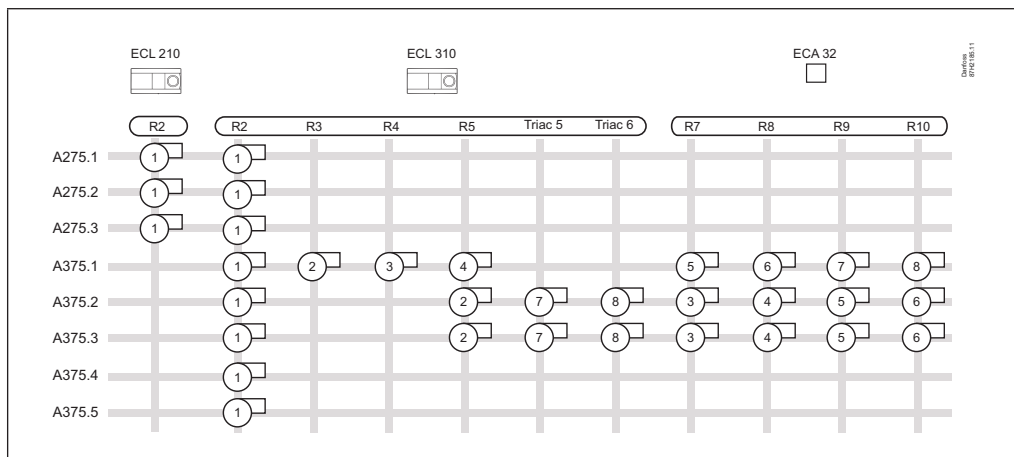 ECL 210 ECL 310 ECA 32
Danfoss
87H2185.11
R2 R2 R3 R4 R5 Triac 5 Triac 6 R7 R8 R9 R10
A275.1 1 1
A275.2 1 1
A275.3 1 1
A375.1 1 2 3 4 5 6 7 8
A375.2 1 2 7 8 3 4 5 6
A375.3 1 2 7 8 3 4 5 6
A375.4 1
A375.5 1